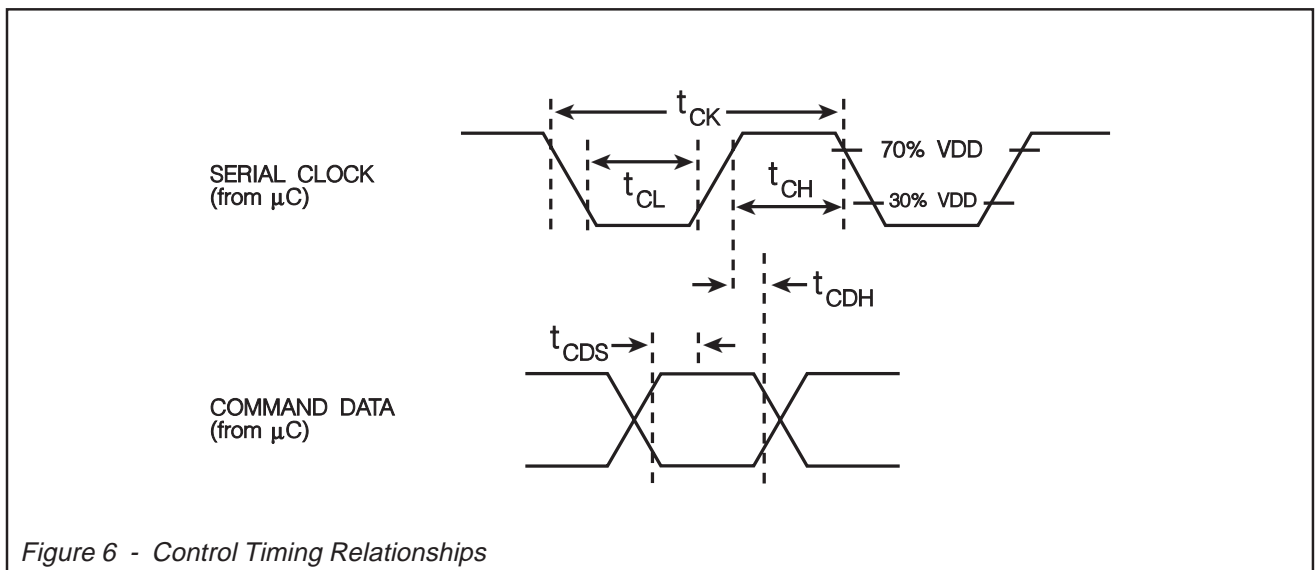 tCK
SERIAL CLOCK
(from µC)
70% VDD
tCL
tCH
30% VDD
tCDH
tCDS
COMMAND DATA
(from µC)
Figure 6 - Control Timing Relationships